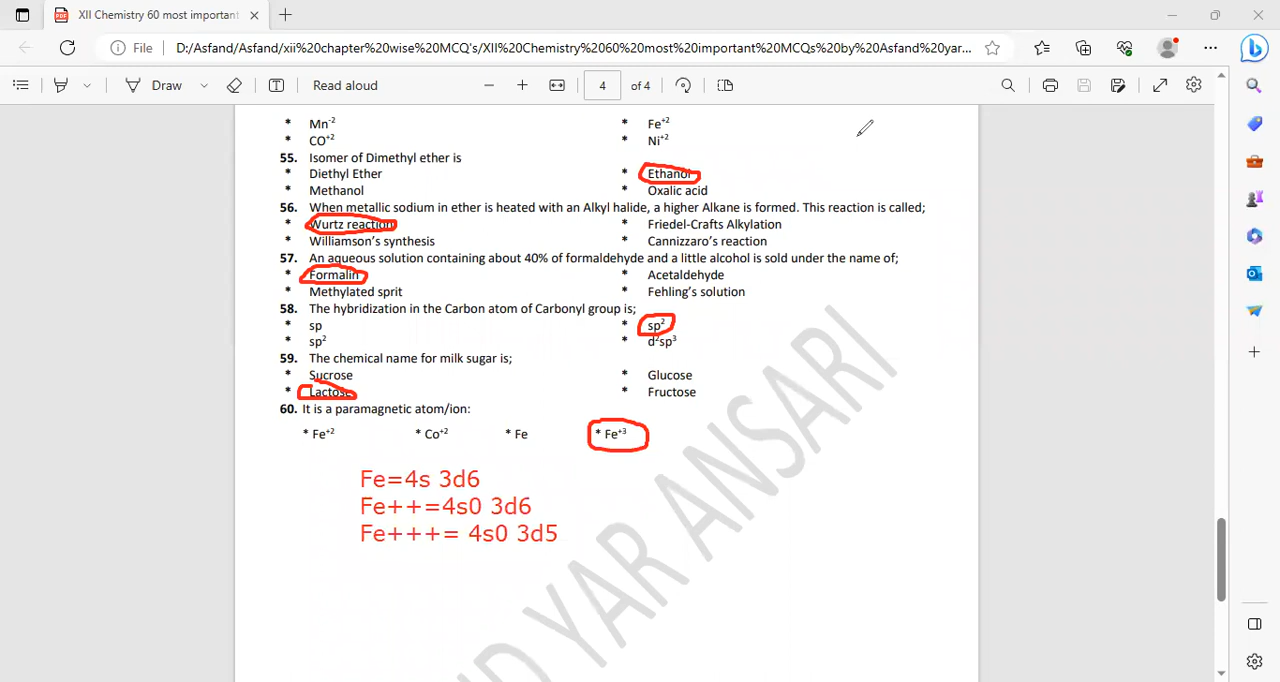 XII Chemistry 60 most important
File D:/Asfand/Asfand/xii%20chapter%20wise%20MCQ's/XII%20Chemistry%2060%20most%20important%20MCQs%20by%20Asfand%20yar...
Draw Read aloud 4 of 4
* Mn-2 * Fe+2
* CO+2 * Ni+2
55. Isomer of Dimethyl ether is
* Diethyl Ether * Ethanol
* Methanol * Oxalic acid
56. When metallic sodium in ether is heated with an Alkyl halide, a higher Alkane is formed. This reaction is called;
* Wurtz reaction * Friedel-Crafts Alkylation
* Williamson's synthesis * Cannizzaro's reaction
57. An aqueous solution containing about 40% of formaldehyde and a little alcohol is sold under the name of;
* Formalin * Acetaldehyde
* Methylated sprit * Fehling's solution
58. The hybridization in the Carbon atom of Carbonyl group is;
* sp * sp2
* sp2 * d2sp3
59. The chemical name for milk sugar is;
* Sucrose * Glucose
* Lactose * Fructose
60. It is a paramagnetic atom/ion:
* Fe+2 * Co+2 * Fe * Fe+3
Fe=4s 3d6
Fe++=4s0 3d6
Fe+++= 4s0 3d5
YAR ANSARI